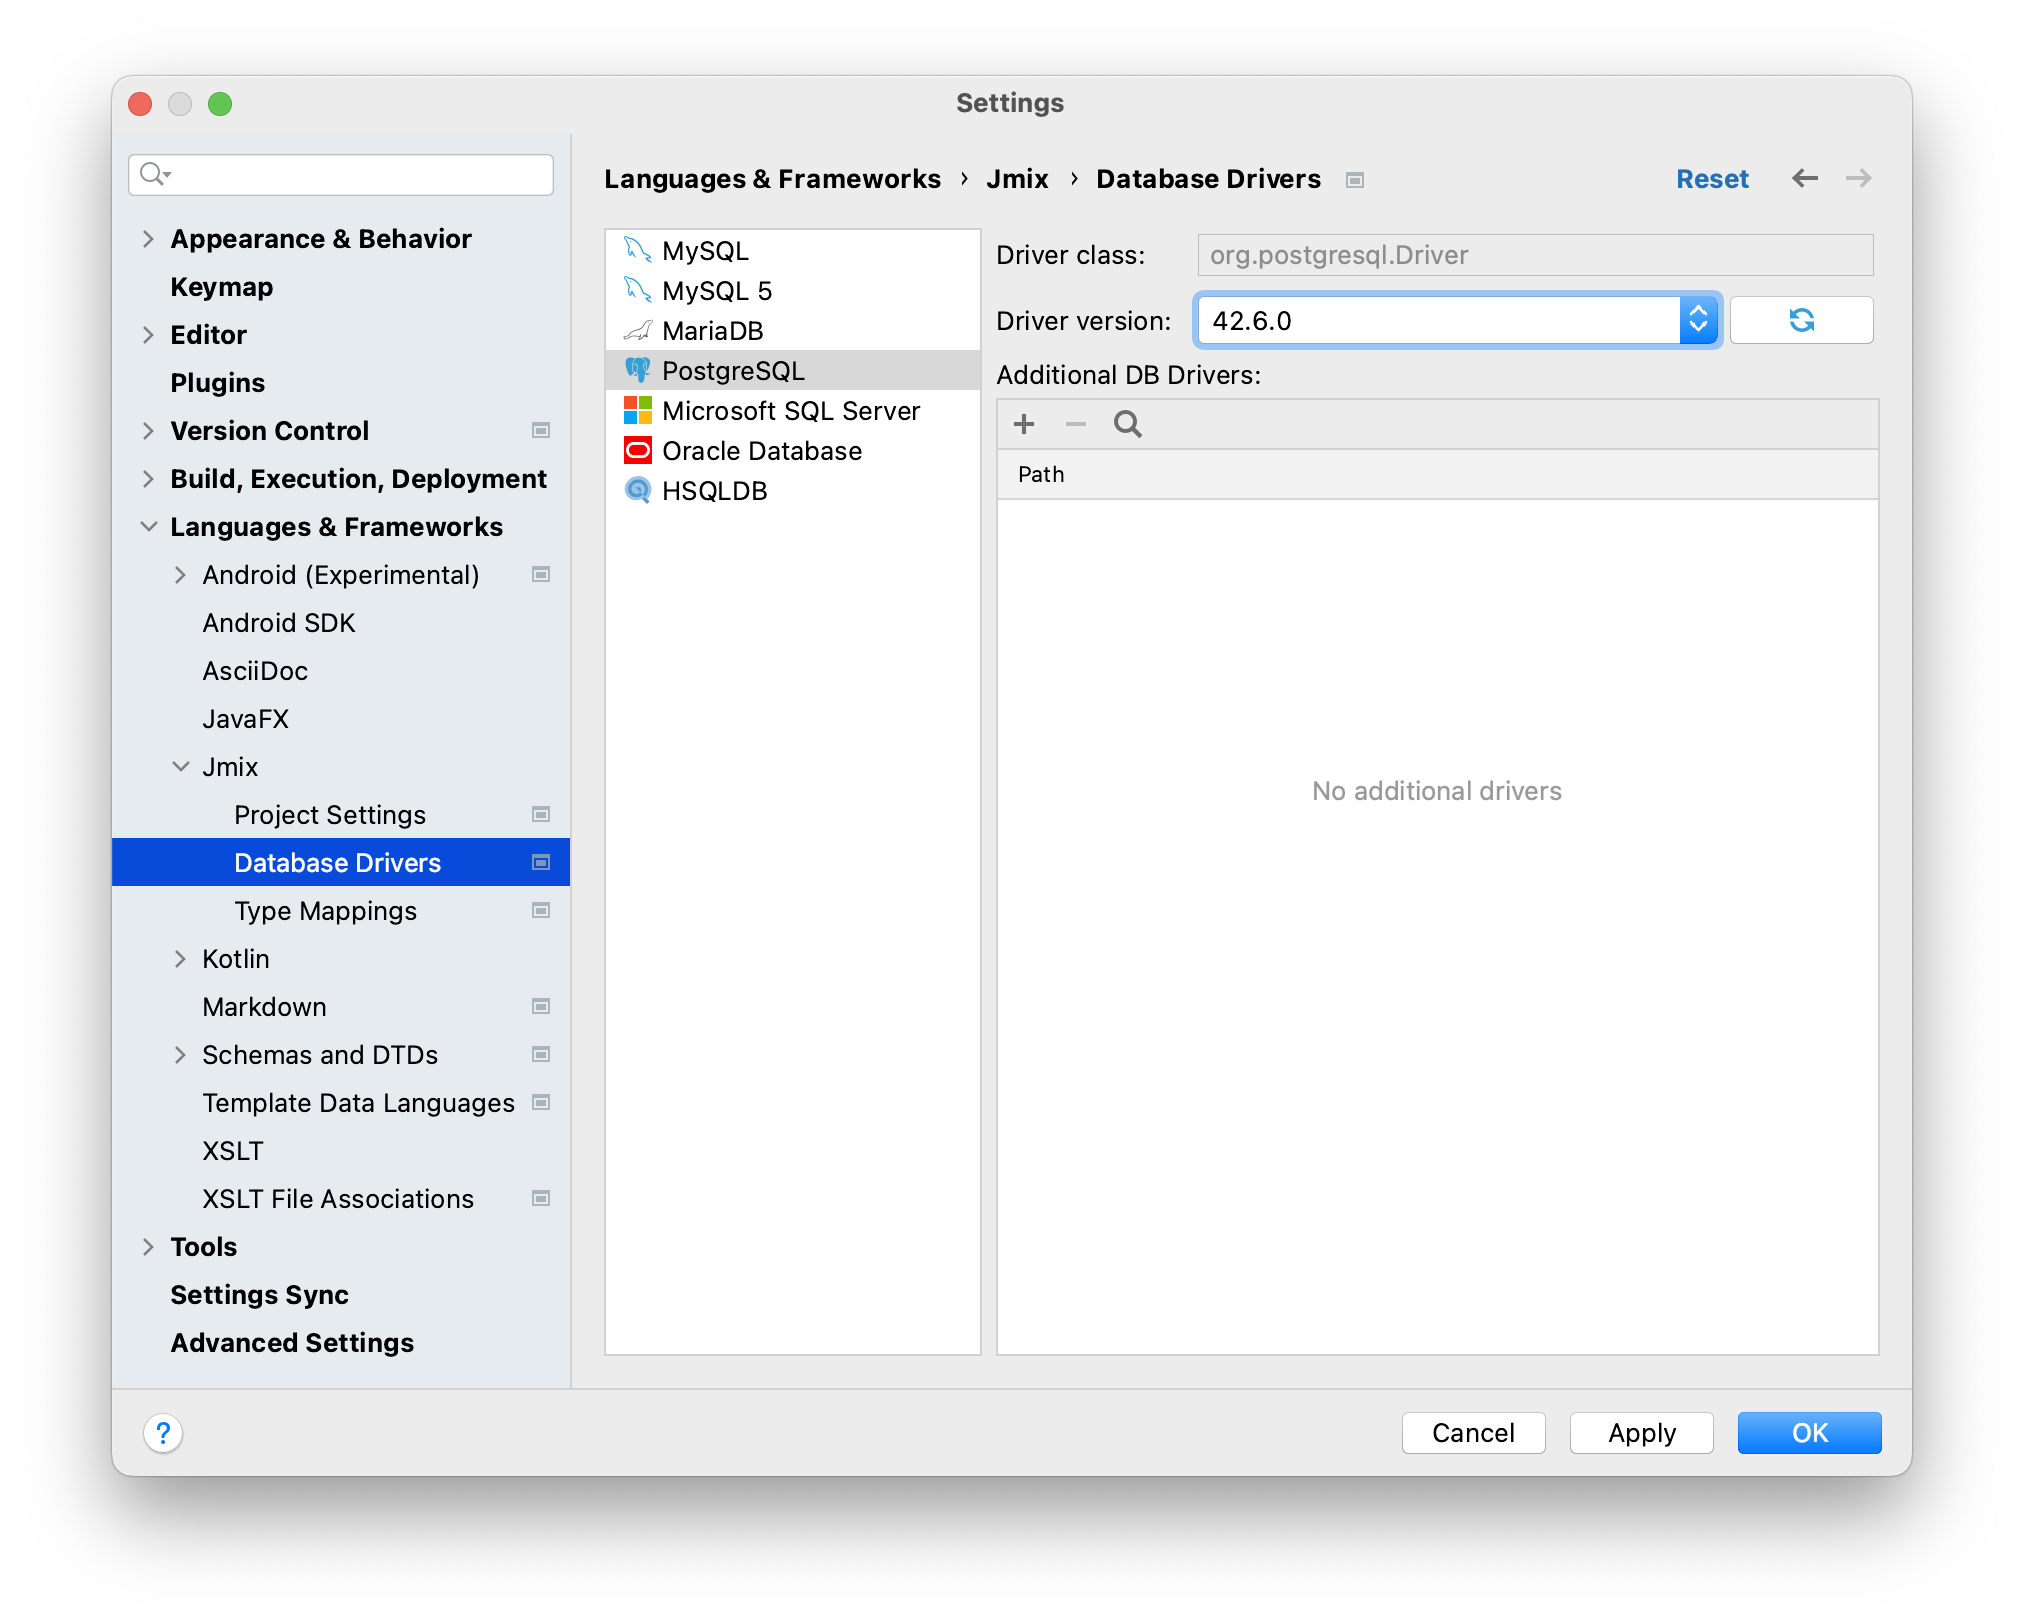 Settings
Appearance & Behavior
Keymap
Editor
Plugins
Version Control
Build, Execution, Deployment
Languages & Frameworks
Android (Experimental)
Android SDK
AsciiDoc
JavaFX
Jmix
Project Settings
Database Drivers
Type Mappings
Kotlin
Markdown
Schemas and DTDs
Template Data Languages
XSLT
XSLT File Associations
Tools
Settings Sync
Advanced Settings
Languages & Frameworks › Jmix › Database Drivers
Reset
MySQL
MySQL 5
MariaDB
PostgreSQL
Microsoft SQL Server
Oracle Database
HSQLDB
Driver class: org.postgresql.Driver
Driver version: 42.6.0
Additional DB Drivers:
Path
No additional drivers
?
Cancel Apply OK